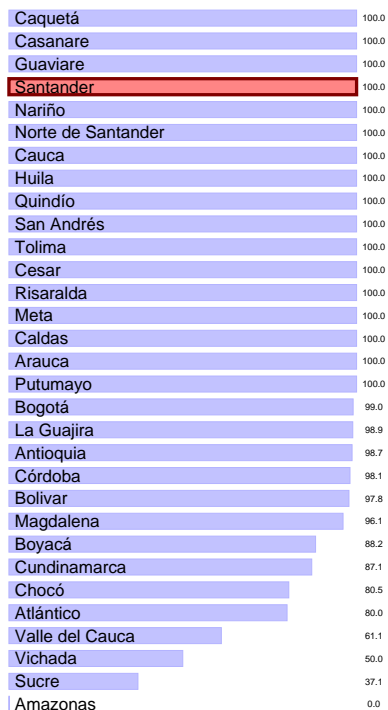 Caquetá 100.0
Casanare 100.0
Guaviare 100.0
Santander 100.0
Nariño 100.0
Norte de Santander 100.0
Cauca 100.0
Huila 100.0
Quindío 100.0
San Andrés 100.0
Tolima 100.0
Cesar 100.0
Risaralda 100.0
Meta 100.0
Caldas 100.0
Arauca 100.0
Putumayo 100.0
Bogotá 99.0
La Guajira 98.9
Antioquia 98.7
Córdoba 98.1
Bolivar 97.8
Magdalena 96.1
Boyacá 88.2
Cundinamarca 87.1
Chocó 80.5
Atlántico 80.0
Valle del Cauca 61.1
Vichada 50.0
Sucre 37.1
Amazonas 0.0